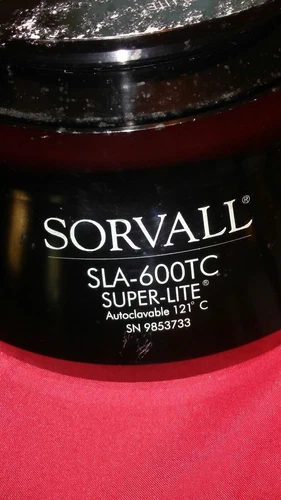 SORVALL®
SLA-600TC
SUPER-LITE®
Autoclavable 121° C
SN 9853733